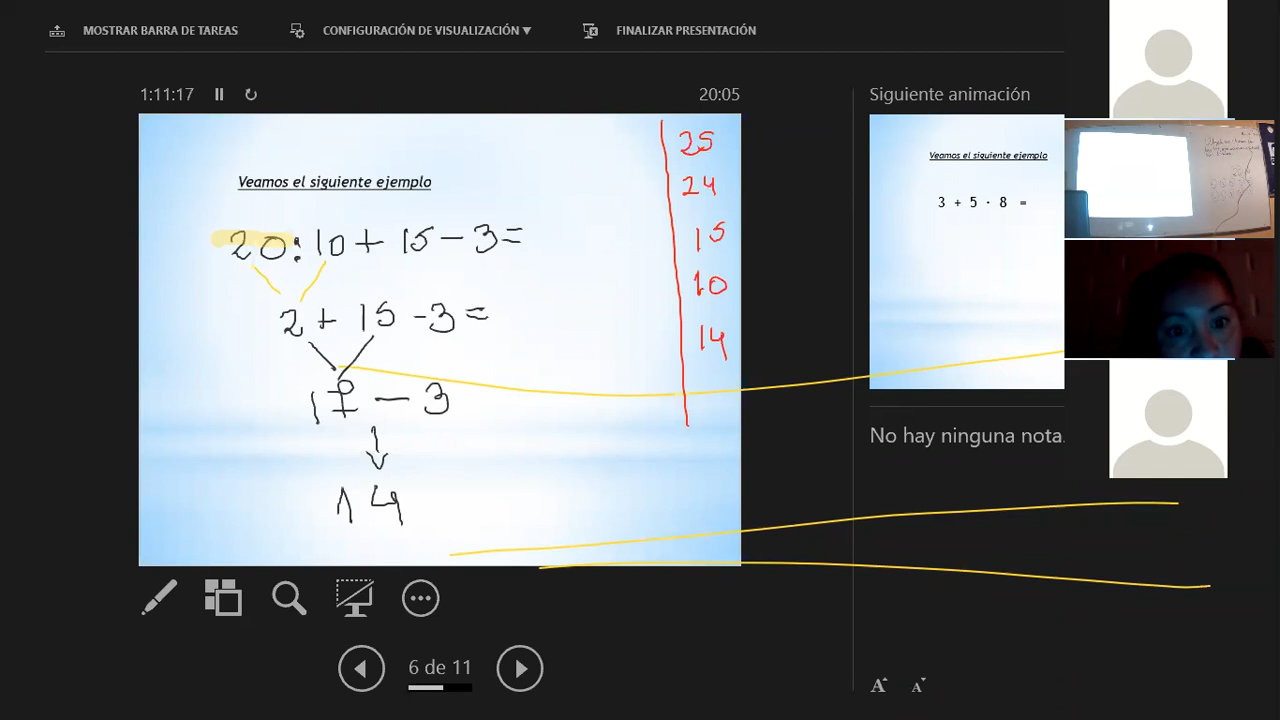 MOSTRAR BARRA DE TAREAS
CONFIGURACIÓN DE VISUALIZACIÓN ▼
FINALIZAR PRESENTACIÓN
1:11:17
20:05
Veamos el siguiente ejemplo
20:10+15-3=
2+15-3=
17-3
14
25
24
15
10
14
Siguiente animación
Veamos el siguiente ejemplo
3 + 5 · 8 =
No hay ninguna nota.
6 de 11
A A